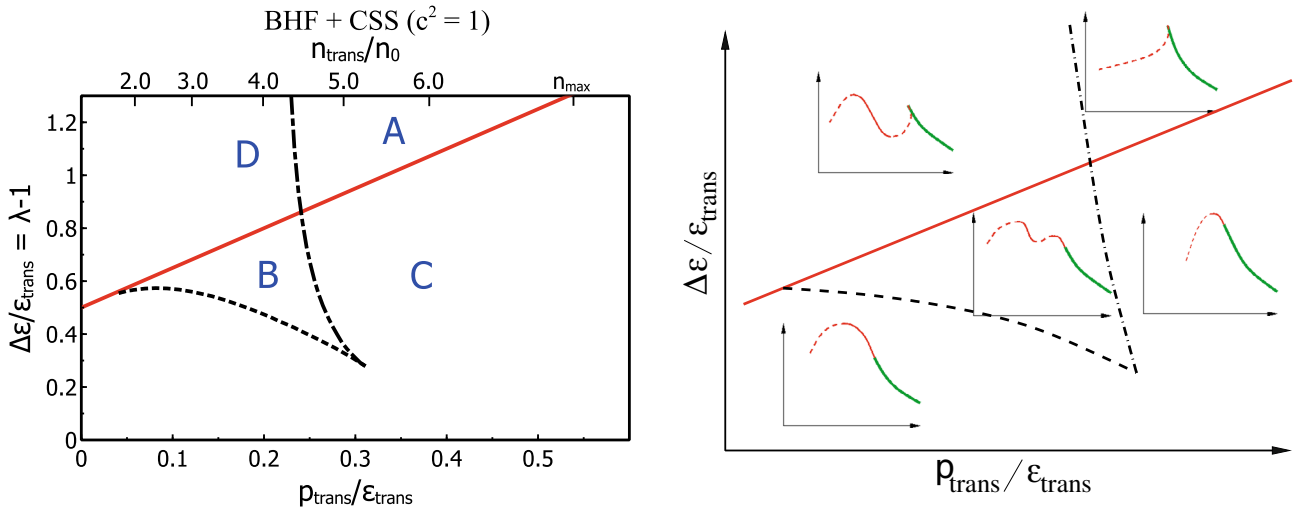 BHF + CSS (c² = 1)
n_trans/n_0
2.0 3.0 4.0 5.0 6.0 n_max
1.2
1
0.8
0.6
0.4
0.2
0
Δε/ε_trans = λ-1
A
D
B
C
0 0.1 0.2 0.3 0.4 0.5
p_trans/ε_trans
Δε/ε_trans
p_trans/ε_trans